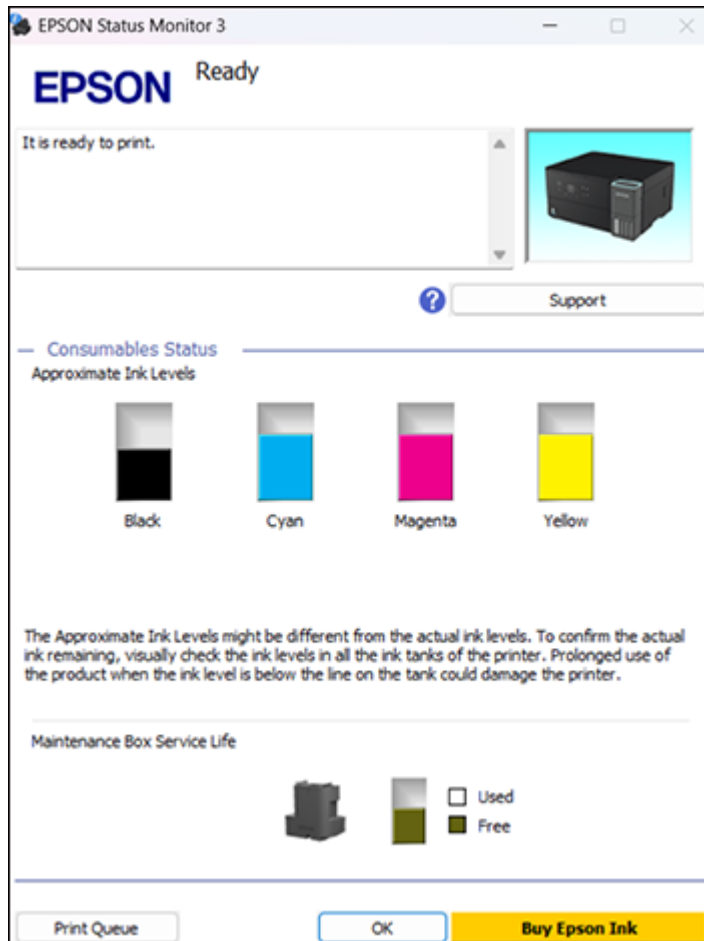 EPSON Status Monitor 3
EPSON
Ready
It is ready to print.
Support
Consumables Status
Approximate Ink Levels
Black
Cyan
Magenta
Yellow
The Approximate Ink Levels might be different from the actual ink levels. To confirm the actual
ink remaining, visually check the ink levels in all the ink tanks of the printer. Prolonged use of
the product when the ink level is below the line on the tank could damage the printer.
Maintenance Box Service Life
Used
Free
Print Queue
OK
Buy Epson Ink